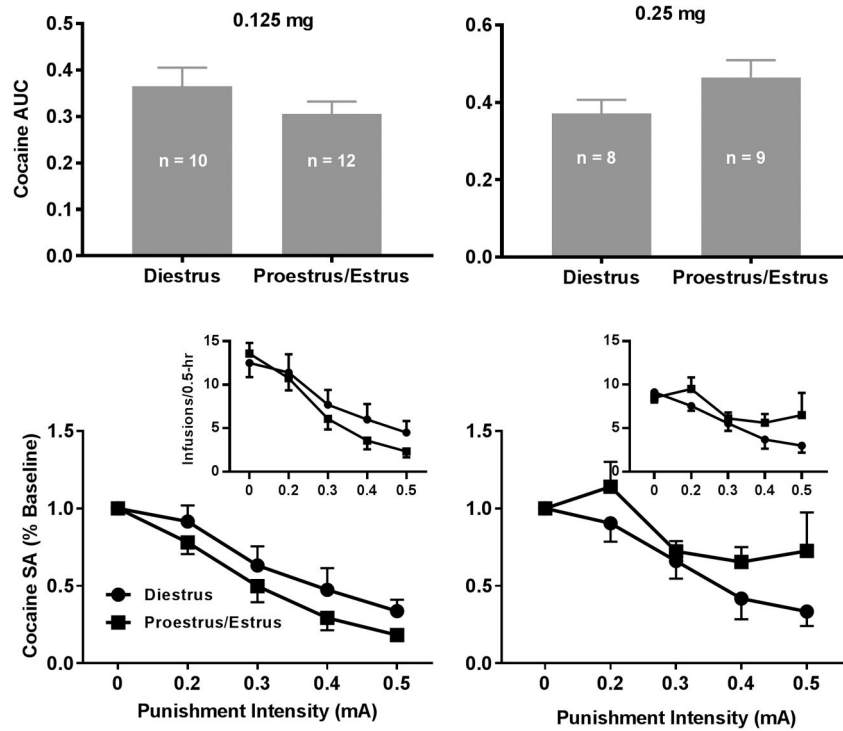 0.125 mg
Cocaine AUC
0.5
0.4
0.3
0.3
0.1
0.0
n = 10
n = 12
Diestrus
Proestrus/Estrus
0.25 mg
0.6
0.4
0.2
0.0
n = 8
n = 9
Diestrus
Proestrus/Estrus
Infusions/0.5-hr
15
10
5
0
0 0.2 0.3 0.4 0.5
15
10
5
0
0 0.2 0.3 0.4 0.5
Cocaine SA (% Baseline)
1.5
1.0
0.5
0.0
Diestrus
Proestrus/Estrus
0 0.2 0.3 0.4 0.5
Punishment Intensity (mA)
1.5
1.0
0.5
0.0
0 0.2 0.3 0.4 0.5
Punishment Intensity (mA)